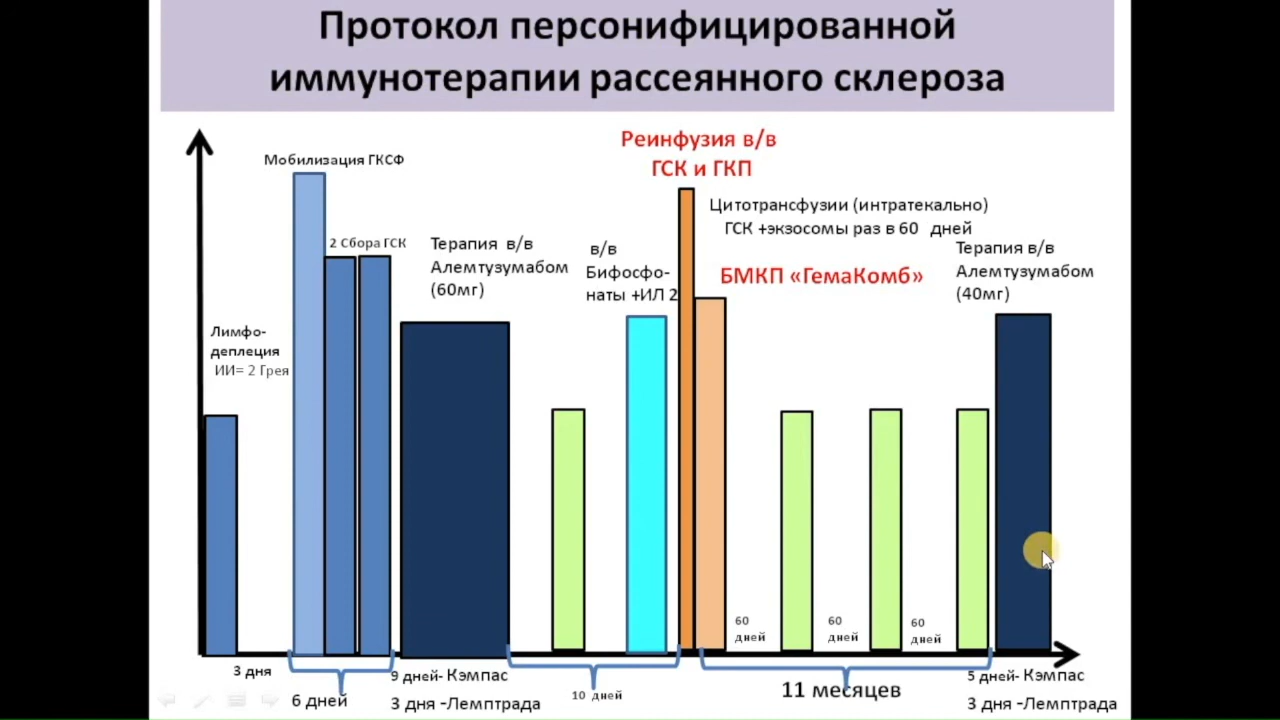 Протокол персонифицированной
иммунотерапии рассеянного склероза
Мобилизация ГКСФ
2 Сбора ГСК
Лимфо-
деплеция
ИИ= 2 Грея
Терапия в/в
Алемтузумабом
(60мг)
в/в
Бифосфо-
наты +ИЛ 2
Реинфузия в/в
ГСК и ГКП
Цитотрансфузии (интратекально)
ГСК +экзосомы раз в 60 дней
БМКП «ГемаКомб»
Терапия в/в
Алемтузумабом
(40мг)
60
дней
60
дней
60
дней
3 дня
6 дней
9 дней- Кэмпас
3 дня -Лемптрада
10 дней
11 месяцев
5 дней- Кэмпас
3 дня -Лемптрада